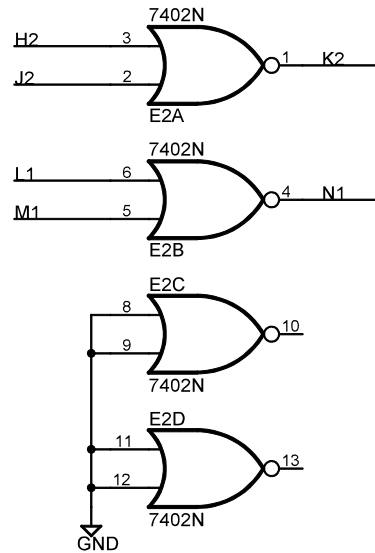 7402N
H2 3
1 K2
J2 2
E2A
7402N
L1 6
4 N1
M1 5
E2B
E2C
8
10
9
7402N
E2D
11
13
12
7402N
GND